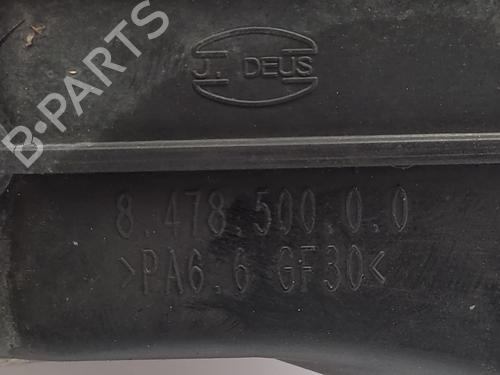 B-PARTS
J. DEUS
8.478.500.0.0
>PA6.6 GF30<